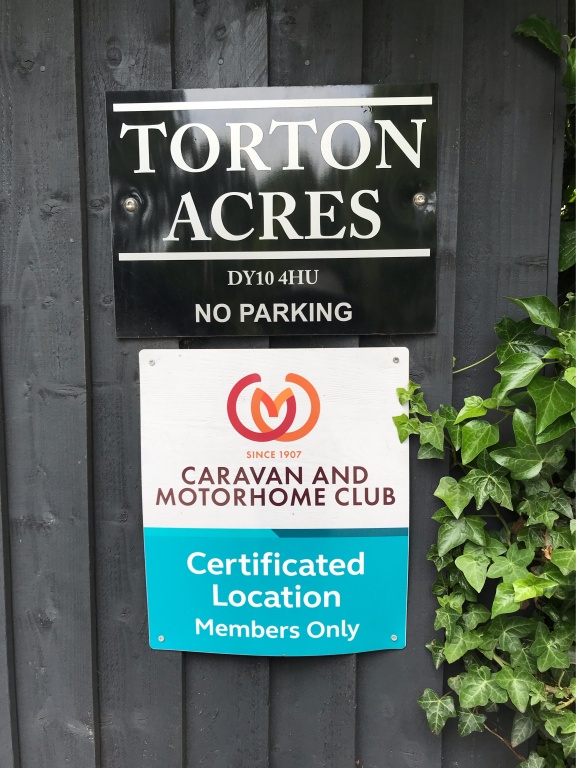 TORTON
ACRES
DY10 4HU
NO PARKING
SINCE 1907
CARAVAN AND
MOTORHOME CLUB
Certificated
Location
Members Only